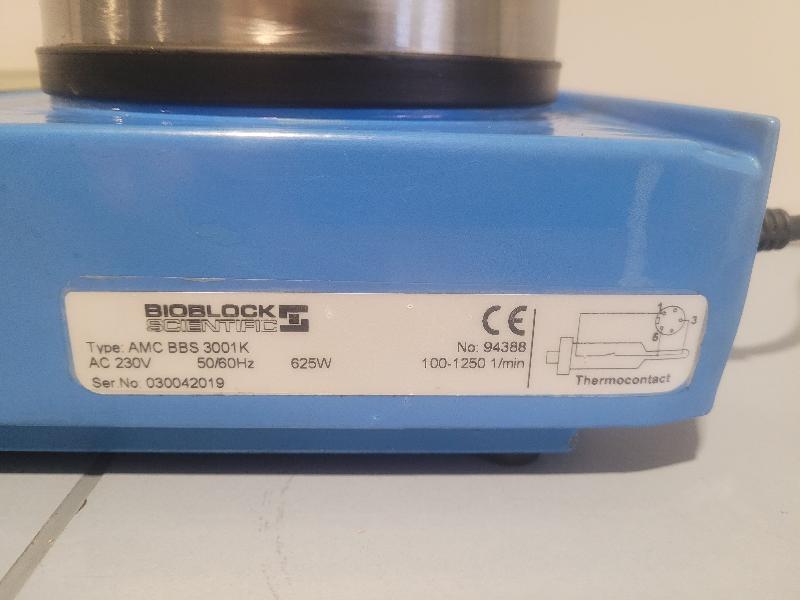 BIOBLOCK
SCIENTIFIC
CE
Type: AMC BBS 3001K
No: 94388
AC 230V 50/60Hz 625W
100-1250 1/min
Ser.No: 030042019
1
3
6
Thermocontact